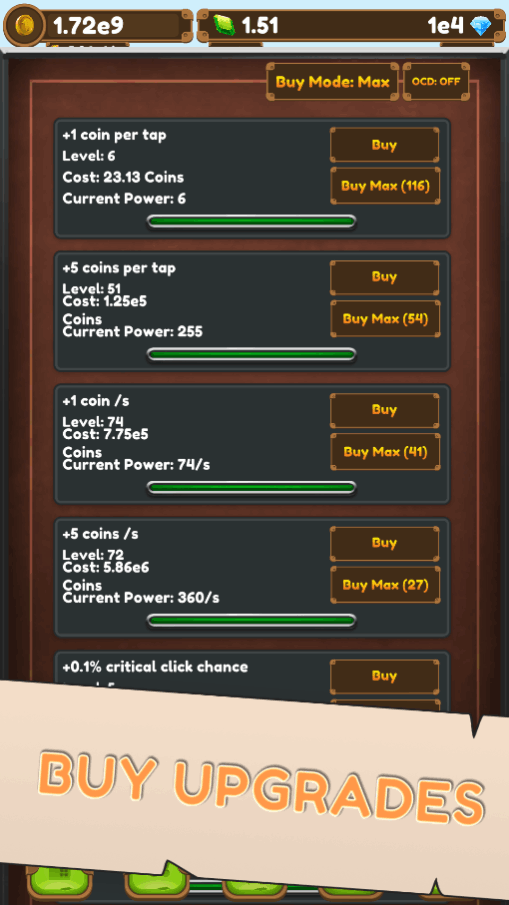 1.72e9 1.51 1e4
Buy Mode: Max OCD: OFF
+1 coin per tap
Level: 6
Cost: 23.13 Coins
Current Power: 6
Buy
Buy Max (116)
+5 coins per tap
Level: 51
Cost: 1.25e5
Coins
Current Power: 255
Buy
Buy Max (54)
+1 coin /s
Level: 74
Cost: 7.75e5
Coins
Current Power: 74/s
Buy
Buy Max (41)
+5 coins /s
Level: 72
Cost: 5.86e6
Coins
Current Power: 360/s
Buy
Buy Max (27)
+0.1% critical click chance
Buy
BUY UPGRADES